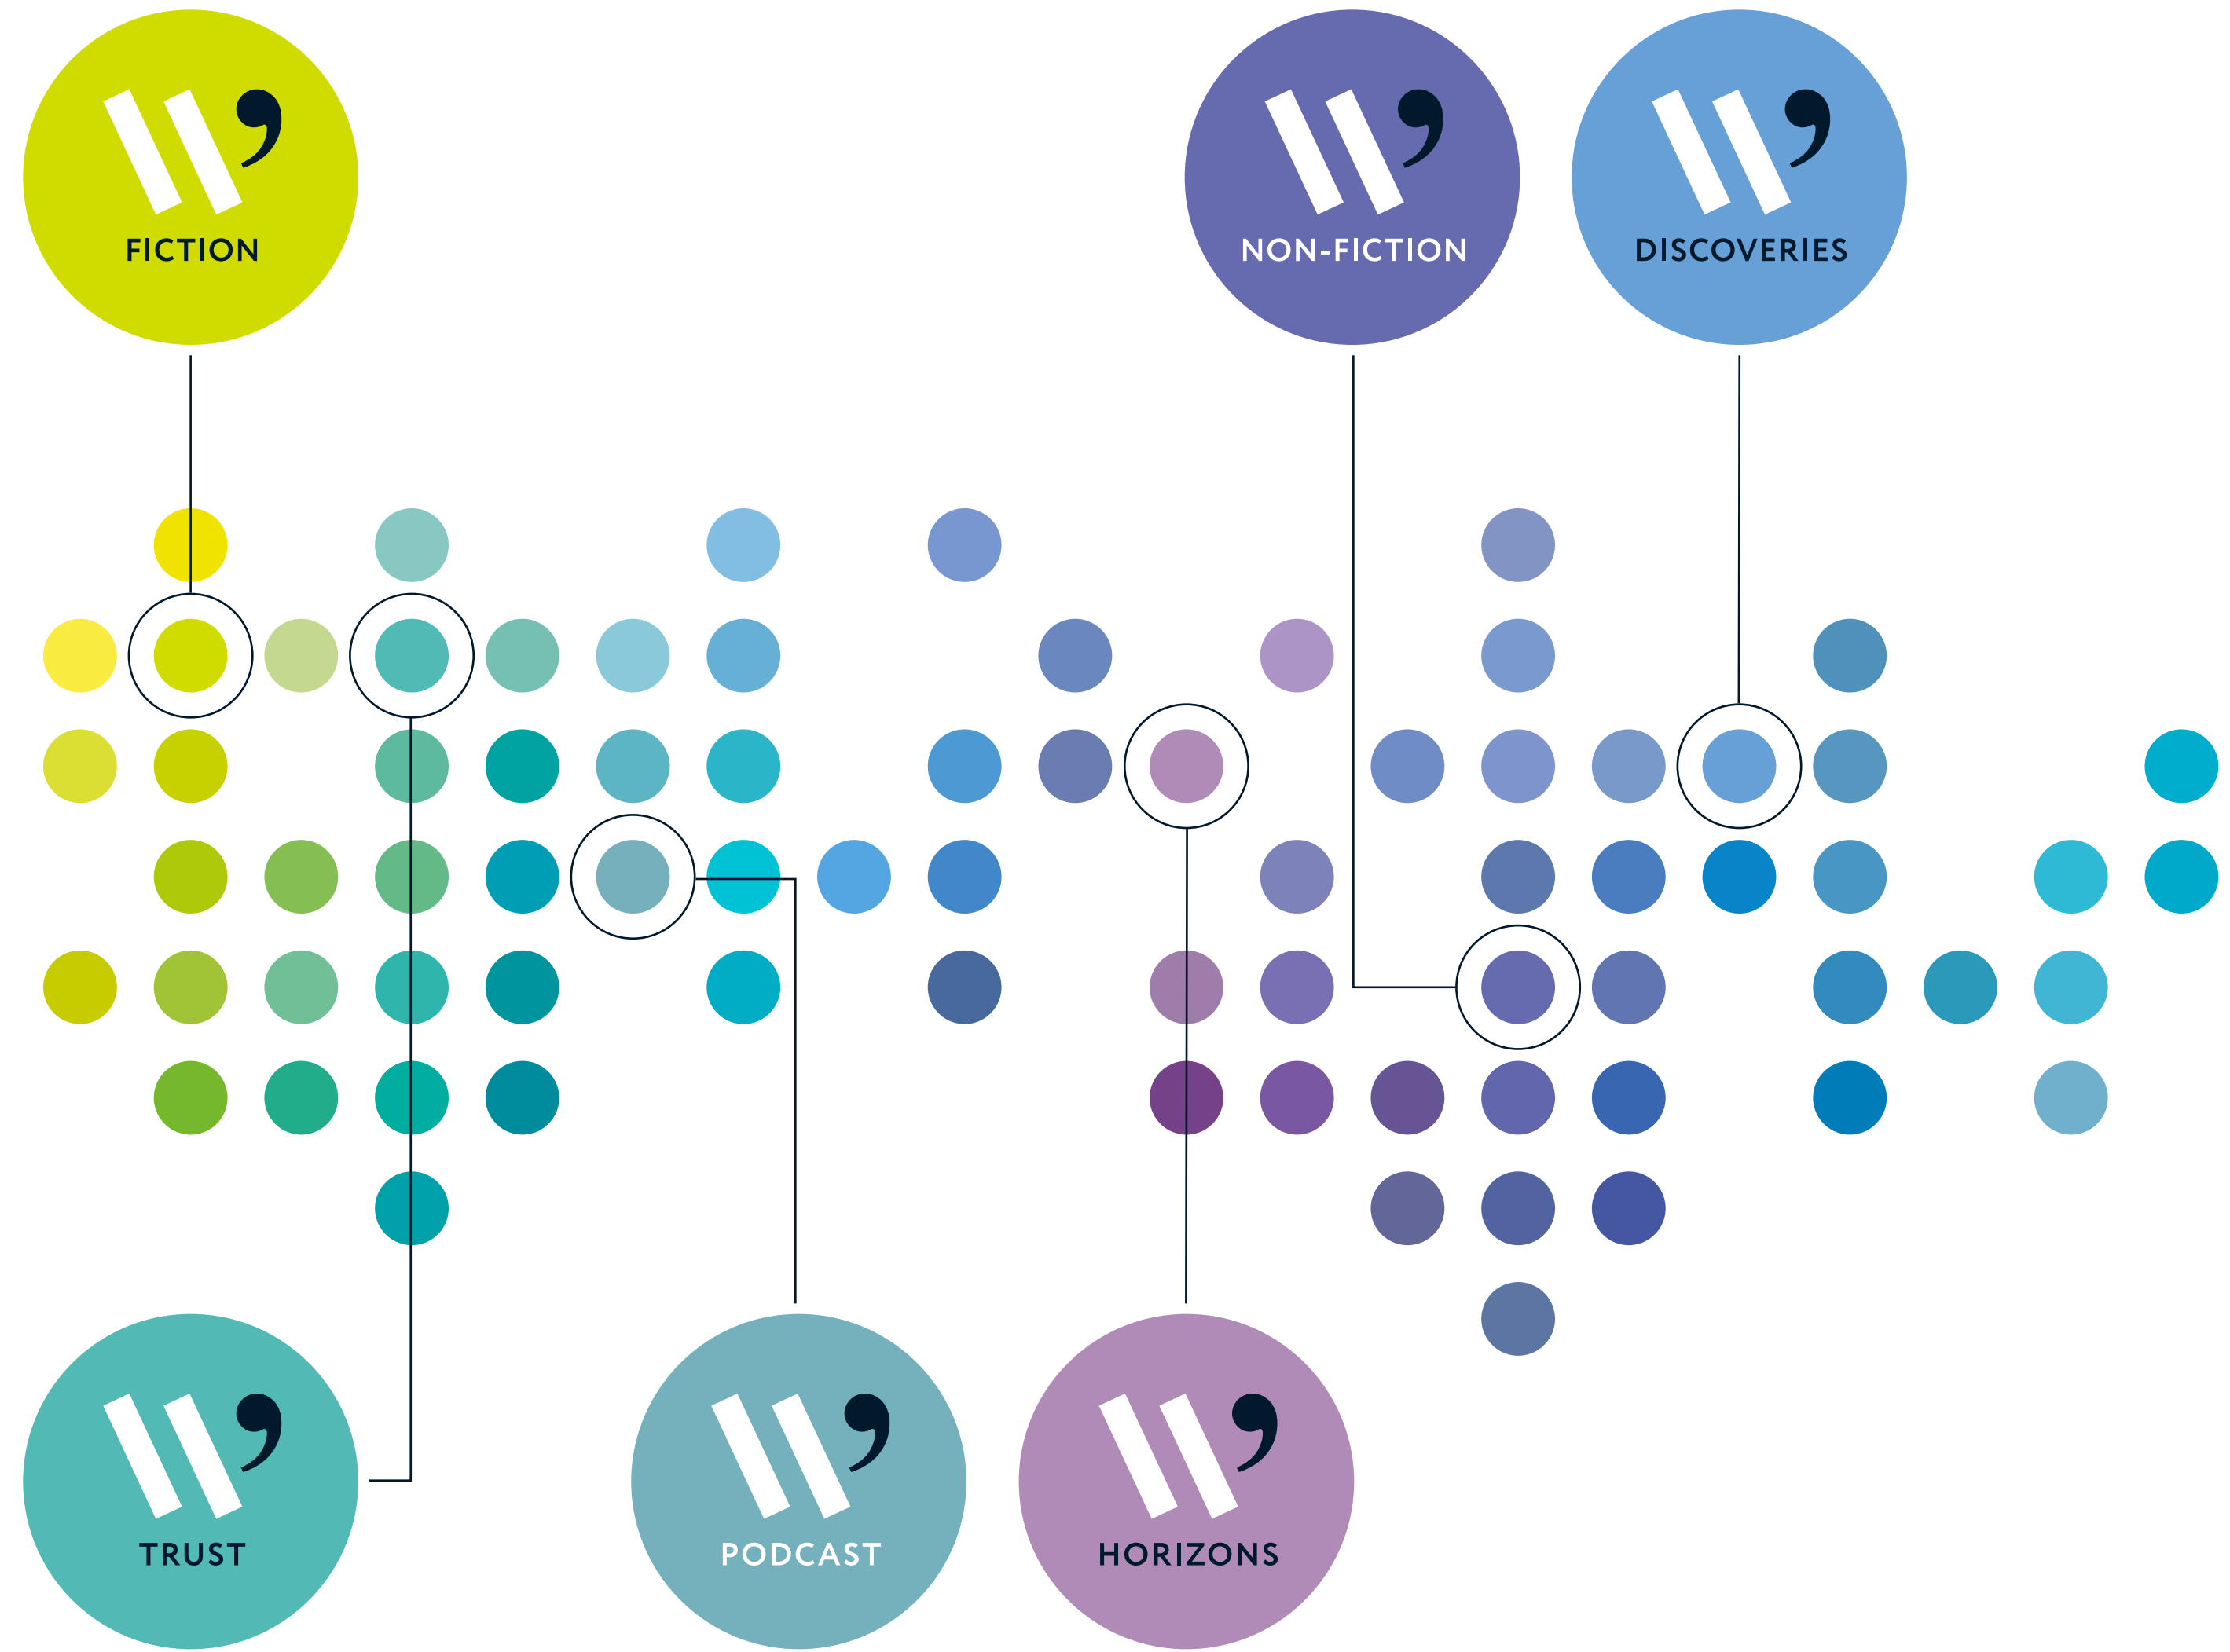 FICTION
NON-FICTION
DISCOVERIES
TRUST
PODCAST
HORIZONS